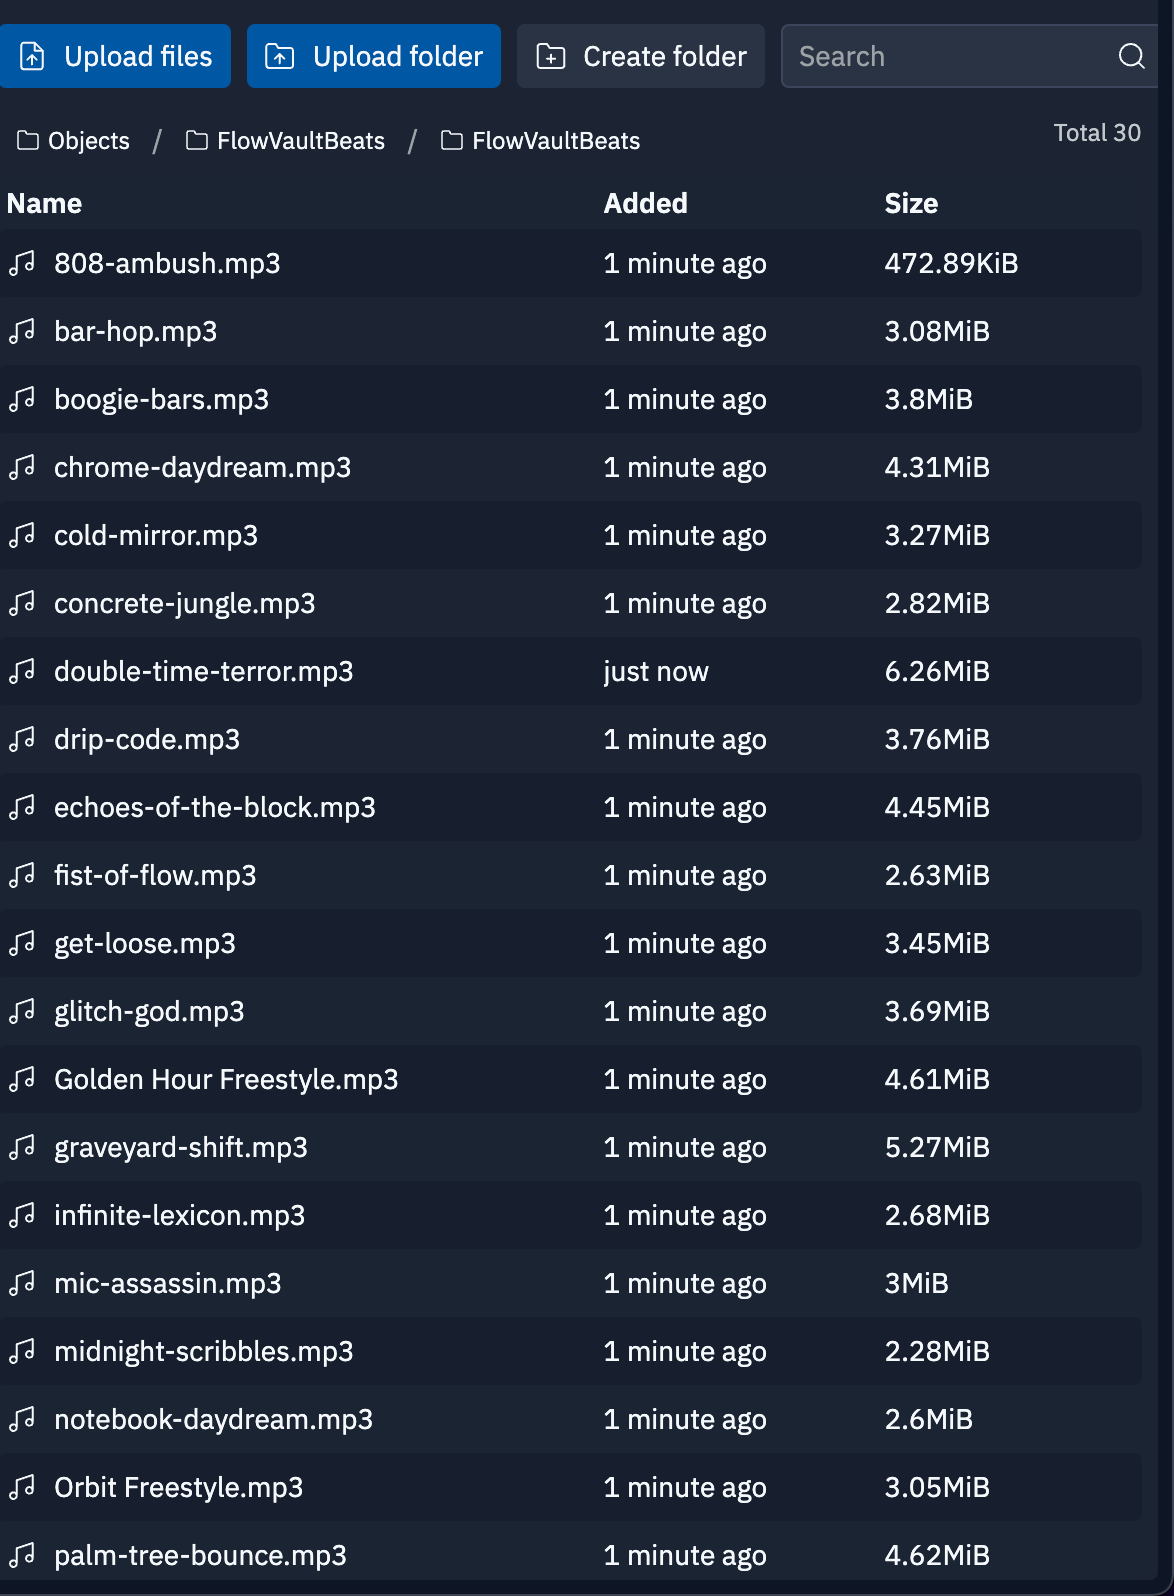 Upload files Upload folder Create folder Search
Objects / FlowVaultBeats / FlowVaultBeats Total 30
Name Added Size
808-ambush.mp3 1 minute ago 472.89KiB
bar-hop.mp3 1 minute ago 3.08MiB
boogie-bars.mp3 1 minute ago 3.8MiB
chrome-daydream.mp3 1 minute ago 4.31MiB
cold-mirror.mp3 1 minute ago 3.27MiB
concrete-jungle.mp3 1 minute ago 2.82MiB
double-time-terror.mp3 just now 6.26MiB
drip-code.mp3 1 minute ago 3.76MiB
echoes-of-the-block.mp3 1 minute ago 4.45MiB
fist-of-flow.mp3 1 minute ago 2.63MiB
get-loose.mp3 1 minute ago 3.45MiB
glitch-god.mp3 1 minute ago 3.69MiB
Golden Hour Freestyle.mp3 1 minute ago 4.61MiB
graveyard-shift.mp3 1 minute ago 5.27MiB
infinite-lexicon.mp3 1 minute ago 2.68MiB
mic-assassin.mp3 1 minute ago 3MiB
midnight-scribbles.mp3 1 minute ago 2.28MiB
notebook-daydream.mp3 1 minute ago 2.6MiB
Orbit Freestyle.mp3 1 minute ago 3.05MiB
palm-tree-bounce.mp3 1 minute ago 4.62MiB